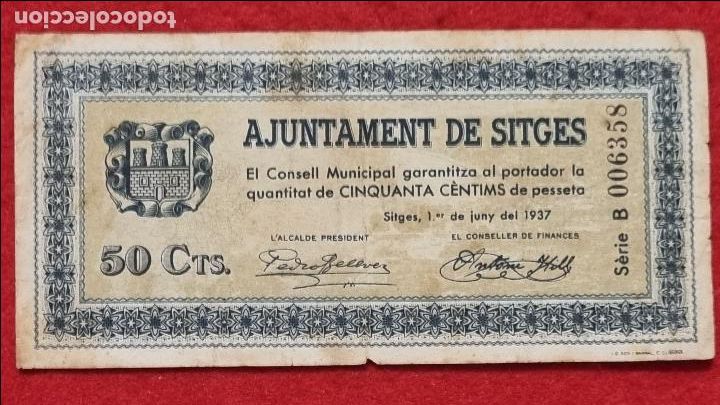 todocoleccion
AJUNTAMENT DE SITGES
El Consell Municipal garantitza al portador la
quantitat de CINQUANTA CÈNTIMS de pesseta
Sitges, 1.er de juny del 1937
L'ALCALDE PRESIDENT
EL CONSELLER DE FINANCES
50 CTS.
Sèrie B 006358